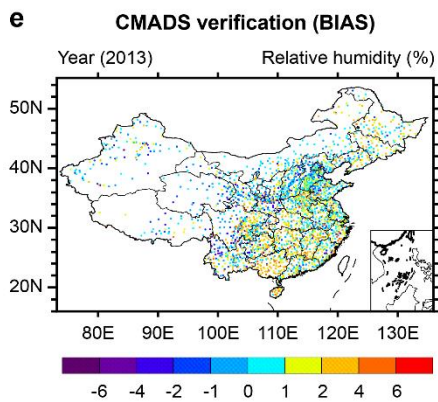 e
CMADS verification (BIAS)
Year (2013) Relative humidity (%)
50N
40N
30N
20N
80E 90E 100E 110E 120E 130E
-6 -4 -2 -1 0 1 2 4 6